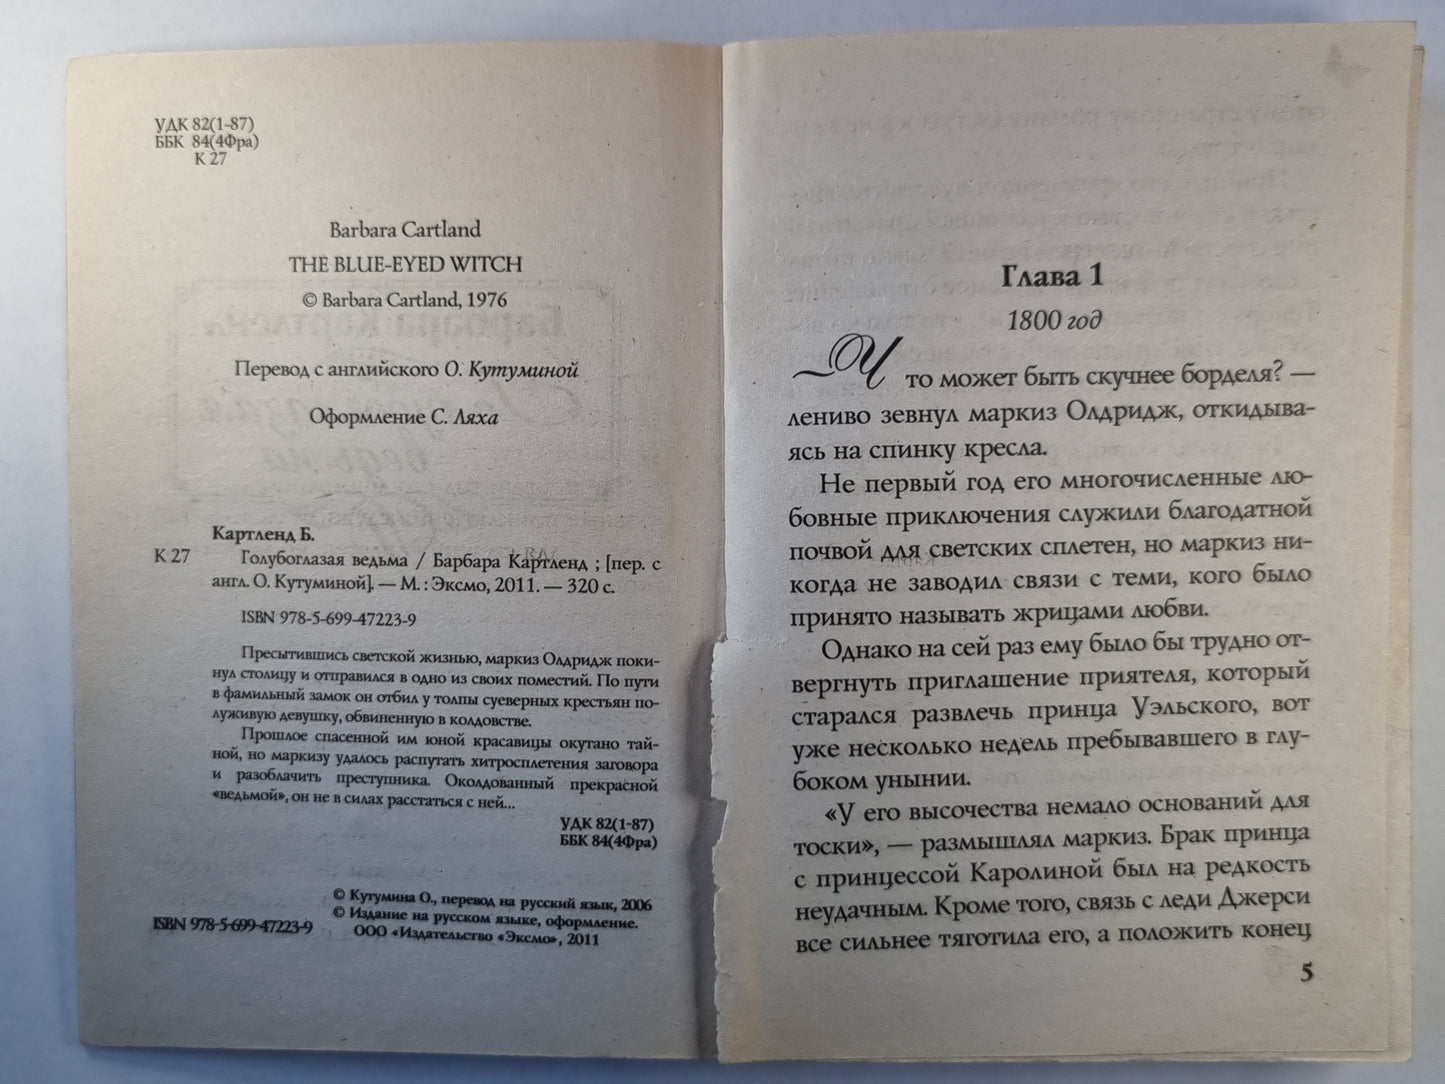 УДК 82(1-87)
ББК 84(4Фра)
К 27
Barbara Cartland
THE BLUE-EYED WITCH
© Barbara Cartland, 1976
Перевод с английского О. Кутуминой
Оформление С. Ляха
Картленд Б.
К 27 Голубоглазая ведьма / Барбара Картленд ; [пер. с
англ. О. Кутуминой]. — М. : Эксмо, 2011. — 320 с.
ISBN 978-5-699-47223-9
Пресытившись светской жизнью, маркиз Олдридж поки-
нул столицу и отправился в одно из своих поместий. По пути
в фамильный замок он отбил у толпы суеверных крестьян по-
луживую девушку, обвиненную в колдовстве.
Прошлое спасенной им юной красавицы окутано тай-
ной, но маркизу удалось распутать хитросплетения заговора
и разоблачить преступника. Околдованный прекрасной
«ведьмой», он не в силах расстаться с ней...
УДК 82(1-87)
ББК 84(4Фра)
© Кутумина О., перевод на русский язык, 2006
© Издание на русском языке, оформление.
ООО «Издательство «Эксмо», 2011
ISBN 978-5-699-47223-9
Глава 1
1800 год
Что может быть скучнее борделя? —
лениво зевнул маркиз Олдридж, откидыва-
ясь на спинку кресла.
Не первый год его многочисленные лю-
бовные приключения служили благодатной
почвой для светских сплетен, но маркиз ни-
когда не заводил связи с теми, кого было
принято называть жрицами любви.
Однако на сей раз ему было бы трудно от-
вергнуть приглашение приятеля, который
старался развлечь принца Уэльского, вот
уже несколько недель пребывавшего в глу-
боком унынии.
«У его высочества немало оснований для
тоски», — размышлял маркиз. Брак принца
с принцессой Каролиной был на редкость
неудачным. Кроме того, связь с леди Джерси
все сильнее тяготила его, а положить конец
5